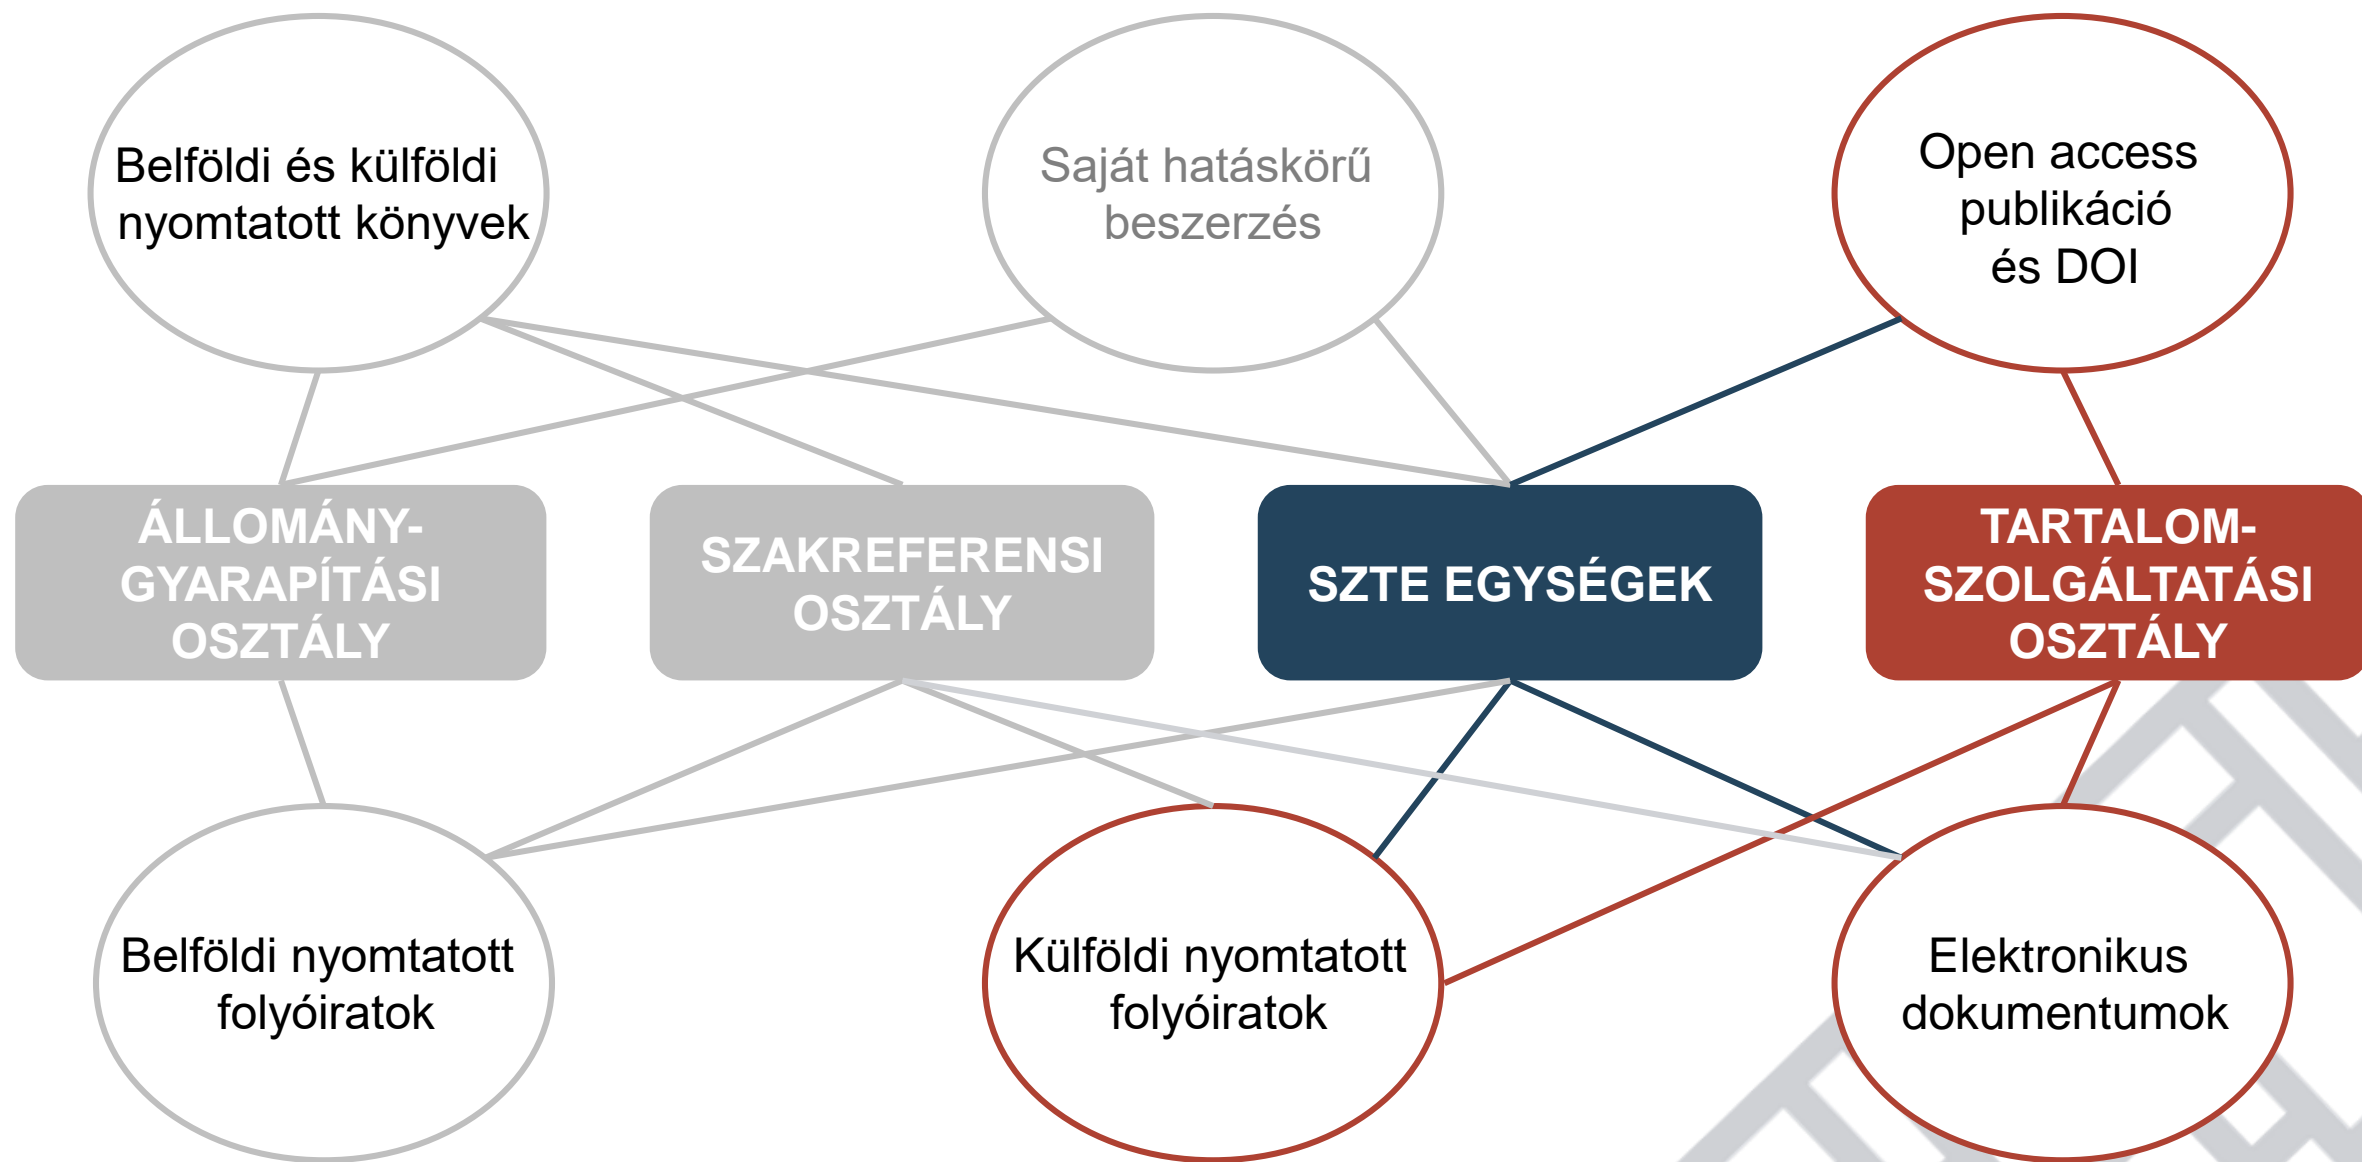 Belföldi és külföldi
nyomtatott könyvek
Saját hatáskörű
beszerzés
Open access
publikáció
és DOI
ÁLLOMÁNY-
GYARAPÍTÁSI
OSZTÁLY
SZAKREFERENSI
OSZTÁLY
SZTE EGYSÉGEK
TARTALOM-
SZOLGÁLTATÁSI
OSZTÁLY
Belföldi nyomtatott
folyóiratok
Külföldi nyomtatott
folyóiratok
Elektronikus
dokumentumok